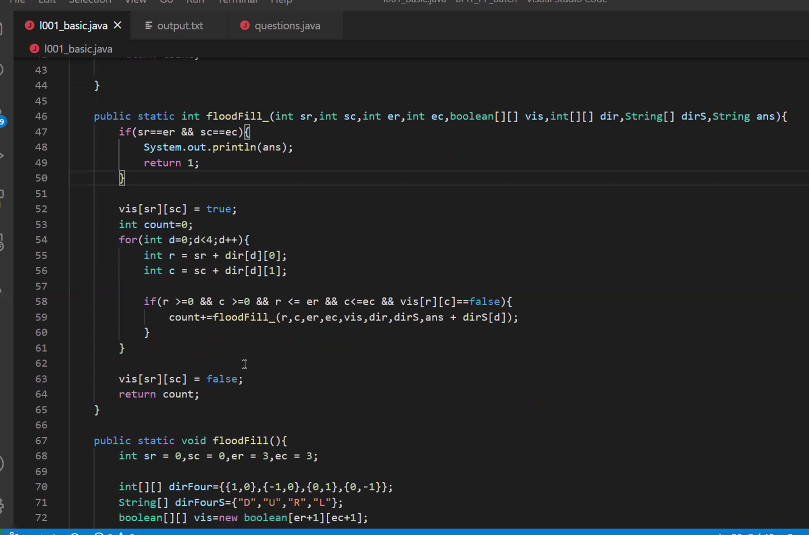 File Edit Selection View Go Run Terminal Help
l001_basic.java
output.txt
questions.java
l001_basic.java
43
44 }
45
46 public static int floodFill_(int sr,int sc,int er,int ec,boolean[][] vis,int[][] dir,String[] dirS,String ans){
47 if(sr==er && sc==ec){
48 System.out.println(ans);
49 return 1;
50 }
51
52 vis[sr][sc] = true;
53 int count=0;
54 for(int d=0;d<4;d++){
55 int r = sr + dir[d][0];
56 int c = sc + dir[d][1];
57
58 if(r >=0 && c >=0 && r <= er && c<=ec && vis[r][c]==false){
59 count+=floodFill_(r,c,er,ec,vis,dir,dirS,ans + dirS[d]);
60 }
61 }
62
63 vis[sr][sc] = false;
64 return count;
65 }
66
67 public static void floodFill(){
68 int sr = 0,sc = 0,er = 3,ec = 3;
69
70 int[][] dirFour={{1,0},{-1,0},{0,1},{0,-1}};
71 String[] dirFourS={"D","U","R","L"};
72 boolean[][] vis=new boolean[er+1][ec+1];